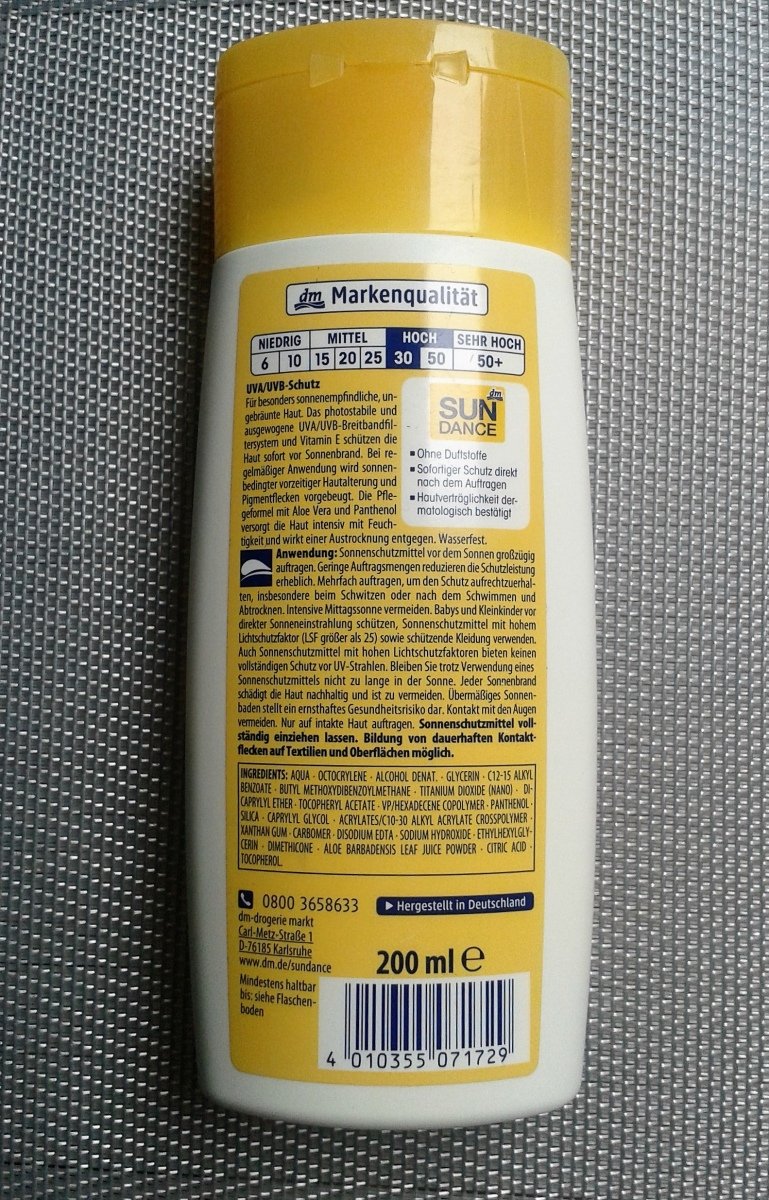 dm Markenqualität
NIEDRIG MITTEL HOCH SEHR HOCH
6 10 15 20 25 30 50 50+
UVA/UVB-Schutz
Für besonders sonnenempfindliche, un-
gebräunte Haut. Das photostabile und
ausgewogene UVA/UVB-Breitbandfil-
tersystem und Vitamin E schützen die
Haut sofort vor Sonnenbrand. Bei re-
gelmäßiger Anwendung wird sonnen-
bedingter vorzeitiger Hautalterung und
Pigmentflecken vorgebeugt. Die Pfle-
geformel mit Aloe Vera und Panthenol
versorgt die Haut intensiv mit Feuch-
tigkeit und wirkt einer Austrocknung entgegen. Wasserfest.
dm
SUN
DANCE
▪ Ohne Duftstoffe
▪ Sofortiger Schutz direkt
nach dem Auftragen
▪ Hautverträglichkeit der-
matologisch bestätigt
Anwendung: Sonnenschutzmittel vor dem Sonnen großzügig
auftragen. Geringe Auftragsmengen reduzieren die Schutzleistung
erheblich. Mehrfach auftragen, um den Schutz aufrechtzuerhal-
ten, insbesondere beim Schwitzen oder nach dem Schwimmen und
Abtrocknen. Intensive Mittagssonne vermeiden. Babys und Kleinkinder vor
direkter Sonneneinstrahlung schützen, Sonnenschutzmittel mit hohem
Lichtschutzfaktor (LSF größer als 25) sowie schützende Kleidung verwenden.
Auch Sonnenschutzmittel mit hohen Lichtschutzfaktoren bieten keinen
vollständigen Schutz vor UV-Strahlen. Bleiben Sie trotz Verwendung eines
Sonnenschutzmittels nicht zu lange in der Sonne. Jeder Sonnenbrand
schädigt die Haut nachhaltig und ist zu vermeiden. Übermäßiges Sonnen-
baden stellt ein ernsthaftes Gesundheitsrisiko dar. Kontakt mit den Augen
vermeiden. Nur auf intakte Haut auftragen. Sonnenschutzmittel voll-
ständig einziehen lassen. Bildung von dauerhaften Kontakt-
flecken auf Textilien und Oberflächen möglich.
INGREDIENTS: AQUA · OCTOCRYLENE · ALCOHOL DENAT. · GLYCERIN · C12-15 ALKYL
BENZOATE · BUTYL METHOXYDIBENZOYLMETHANE · TITANIUM DIOXIDE (NANO) · DI-
CAPRYLYL ETHER · TOCOPHERYL ACETATE · VP/HEXADECENE COPOLYMER · PANTHENOL ·
SILICA · CAPRYLYL GLYCOL · ACRYLATES/C10-30 ALKYL ACRYLATE CROSSPOLYMER ·
XANTHAN GUM · CARBOMER · DISODIUM EDTA · SODIUM HYDROXIDE · ETHYLHEXYLGLY-
CERIN · DIMETHICONE · ALOE BARBADENSIS LEAF JUICE POWDER · CITRIC ACID ·
TOCOPHEROL.
0800 3658633
Hergestellt in Deutschland
dm-drogerie markt
Carl-Metz-Straße 1
D-76185 Karlsruhe
www.dm.de/sundance
200 ml e
Mindestens haltbar
bis: siehe Flaschen-
boden
4 010355 071729